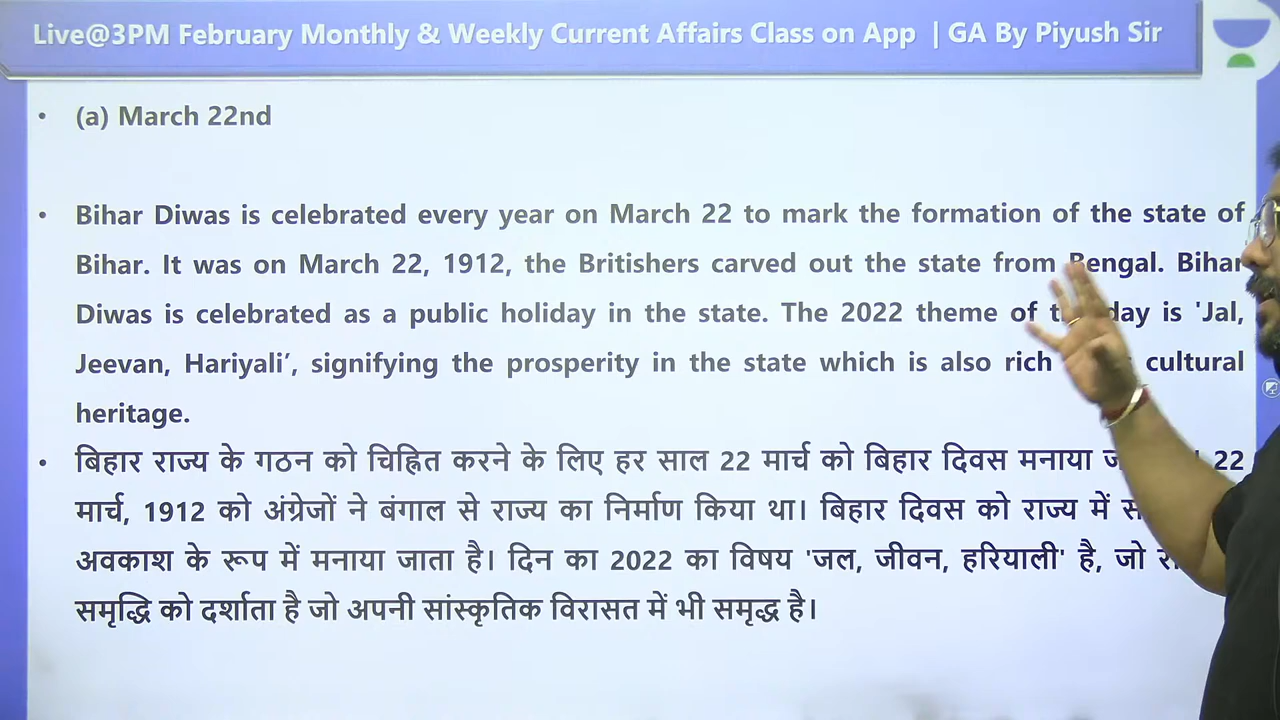 Live@3PM February Monthly & Weekly Current Affairs Class on App | GA By Piyush Sir
• (a) March 22nd
• Bihar Diwas is celebrated every year on March 22 to mark the formation of the state of
Bihar. It was on March 22, 1912, the Britishers carved out the state from Bengal. Bihar
Diwas is celebrated as a public holiday in the state. The 2022 theme of day is 'Jal,
Jeevan, Hariyali’, signifying the prosperity in the state which is also rich cultural
heritage.
• बिहार राज्य के गठन को चिह्नित करने के लिए हर साल 22 मार्च को बिहार दिवस मनाया 22
मार्च, 1912 को अंग्रेजों ने बंगाल से राज्य का निर्माण किया था। बिहार दिवस को राज्य में
अवकाश के रूप में मनाया जाता है। दिन का 2022 का विषय 'जल, जीवन, हरियाली' है, जो
समृद्धि को दर्शाता है जो अपनी सांस्कृतिक विरासत में भी समृद्ध है।